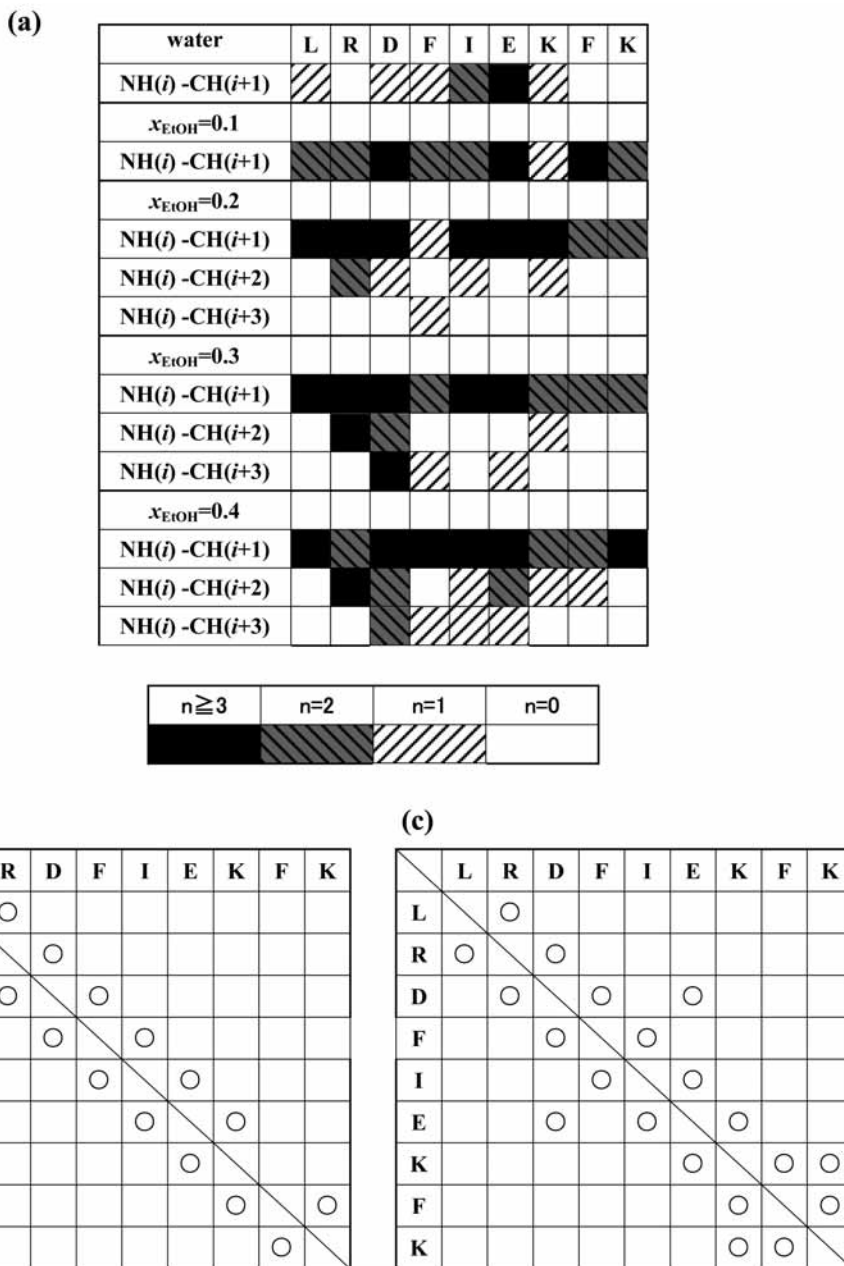 (a)
water L R D F I E K F K
NH(i) -CH(i+1)
xEtOH=0.1
NH(i) -CH(i+1)
xEtOH=0.2
NH(i) -CH(i+1)
NH(i) -CH(i+2)
NH(i) -CH(i+3)
xEtOH=0.3
NH(i) -CH(i+1)
NH(i) -CH(i+2)
NH(i) -CH(i+3)
xEtOH=0.4
NH(i) -CH(i+1)
NH(i) -CH(i+2)
NH(i) -CH(i+3)
n≧3 n=2 n=1 n=0
R D F I E K F K
(c)
L R D F I E K F K
L
R
D
F
I
E
K
F
K